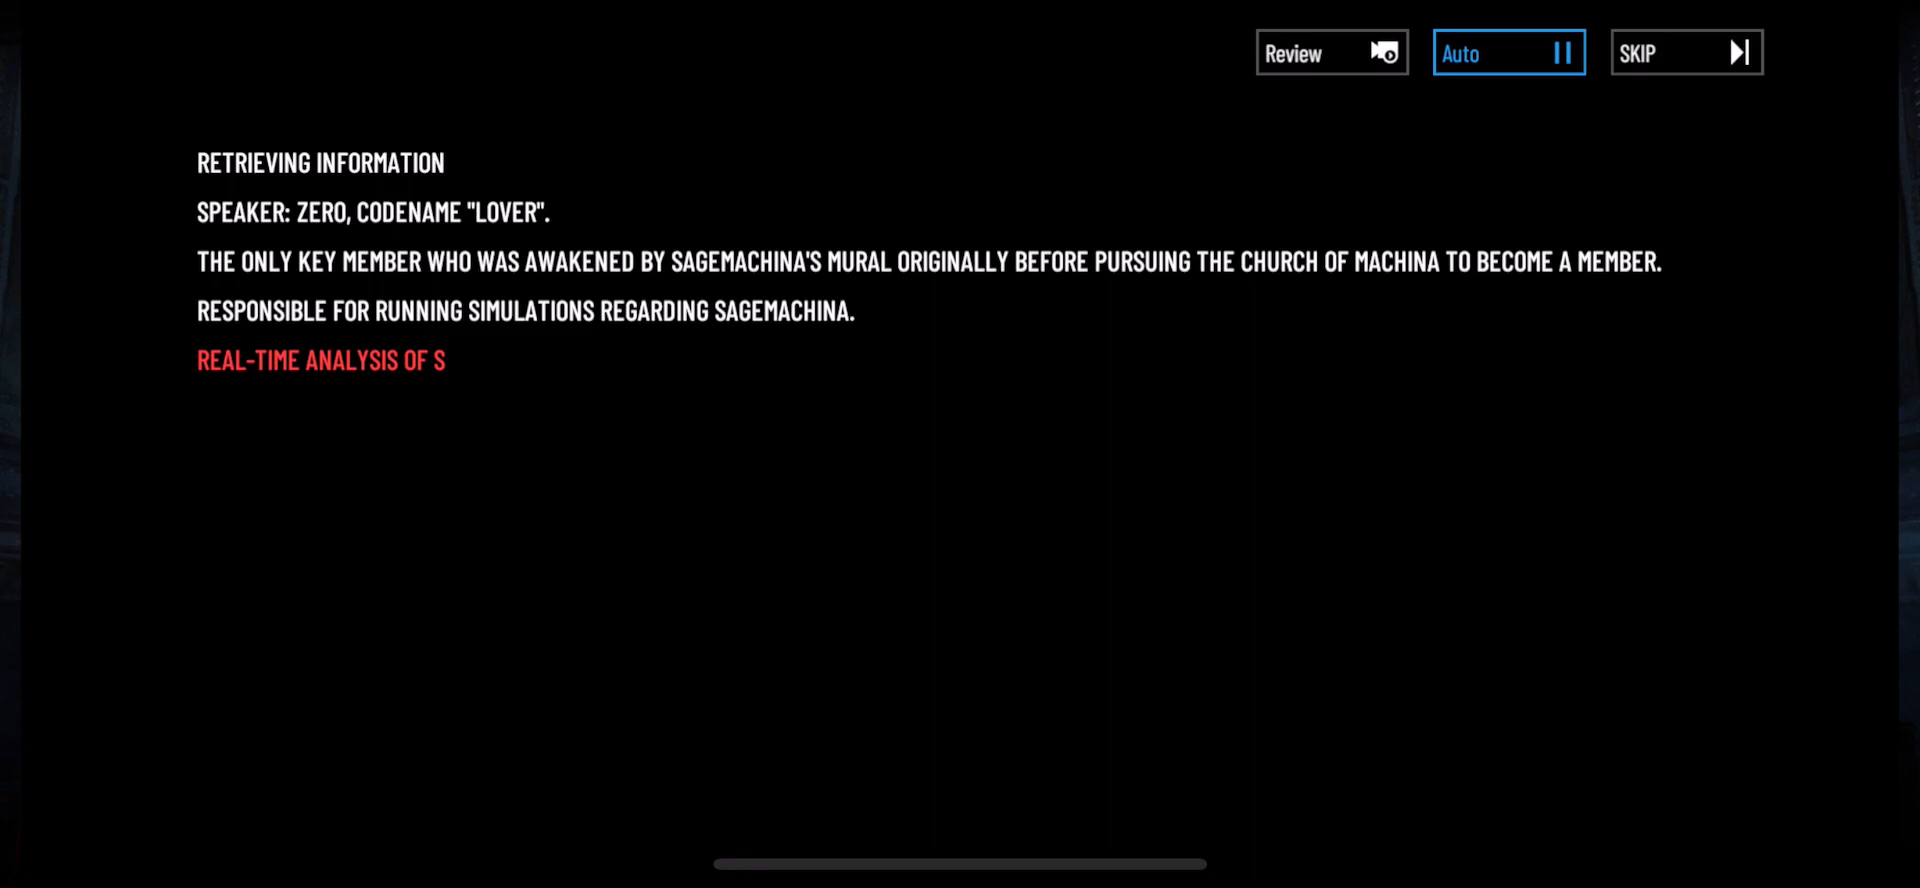 Review
Auto
SKIP
RETRIEVING INFORMATION
SPEAKER: ZERO, CODENAME "LOVER".
THE ONLY KEY MEMBER WHO WAS AWAKENED BY SAGEMACHINA'S MURAL ORIGINALLY BEFORE PURSUING THE CHURCH OF MACHINA TO BECOME A MEMBER.
RESPONSIBLE FOR RUNNING SIMULATIONS REGARDING SAGEMACHINA.
REAL-TIME ANALYSIS OF S